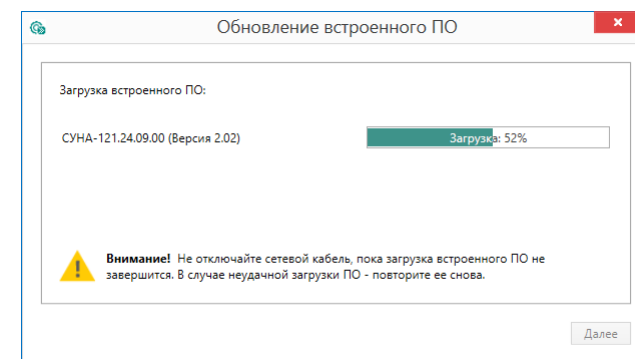 Обновление встроенного ПО
Загрузка встроенного ПО:
СУНА-121.24.09.00 (Версия 2.02)
Загрузка: 52%
Внимание! Не отключайте сетевой кабель, пока загрузка встроенного ПО не
завершится. В случае неудачной загрузки ПО - повторите ее снова.
Далее